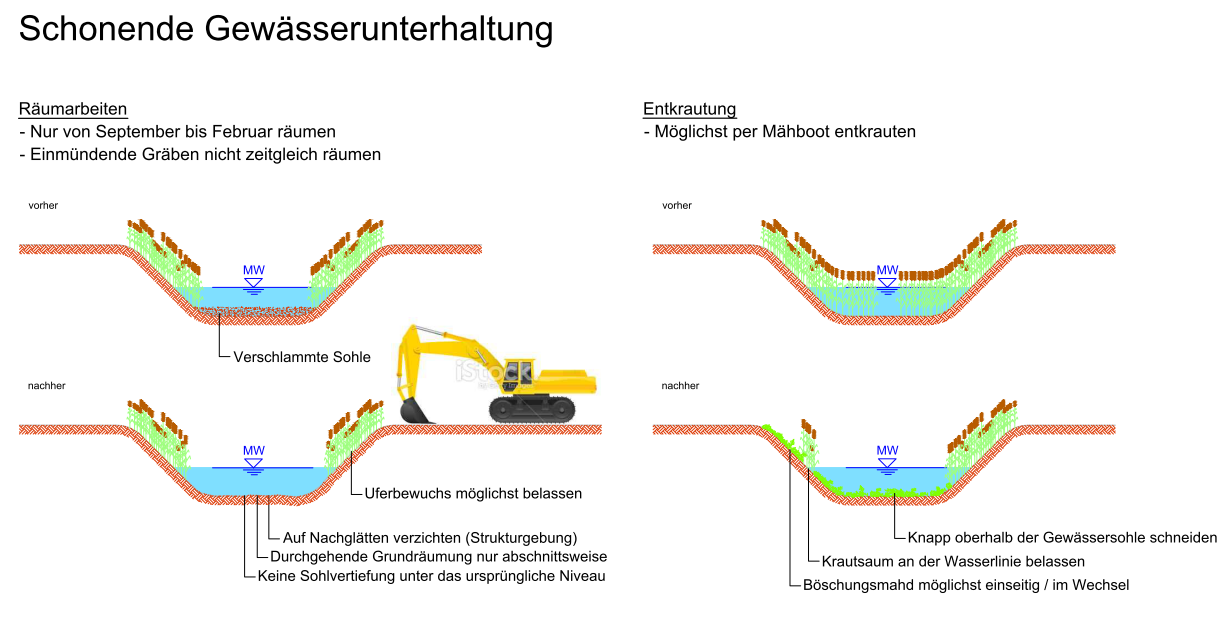 Schonende Gewässerunterhaltung
Räumarbeiten
- Nur von September bis Februar räumen
- Einmündende Gräben nicht zeitgleich räumen
vorher
MW
Verschlammte Sohle
nachher
iStock
MW
Uferbewuchs möglichst belassen
Auf Nachglätten verzichten (Strukturgebung)
Durchgehende Grundräumung nur abschnittsweise
Keine Sohlvertiefung unter das ursprüngliche Niveau
Entkrautung
- Möglichst per Mähboot entkrauten
vorher
MW
nachher
MW
Knapp oberhalb der Gewässersohle schneiden
Krautsaum an der Wasserlinie belassen
Böschungsmahd möglichst einseitig / im Wechsel